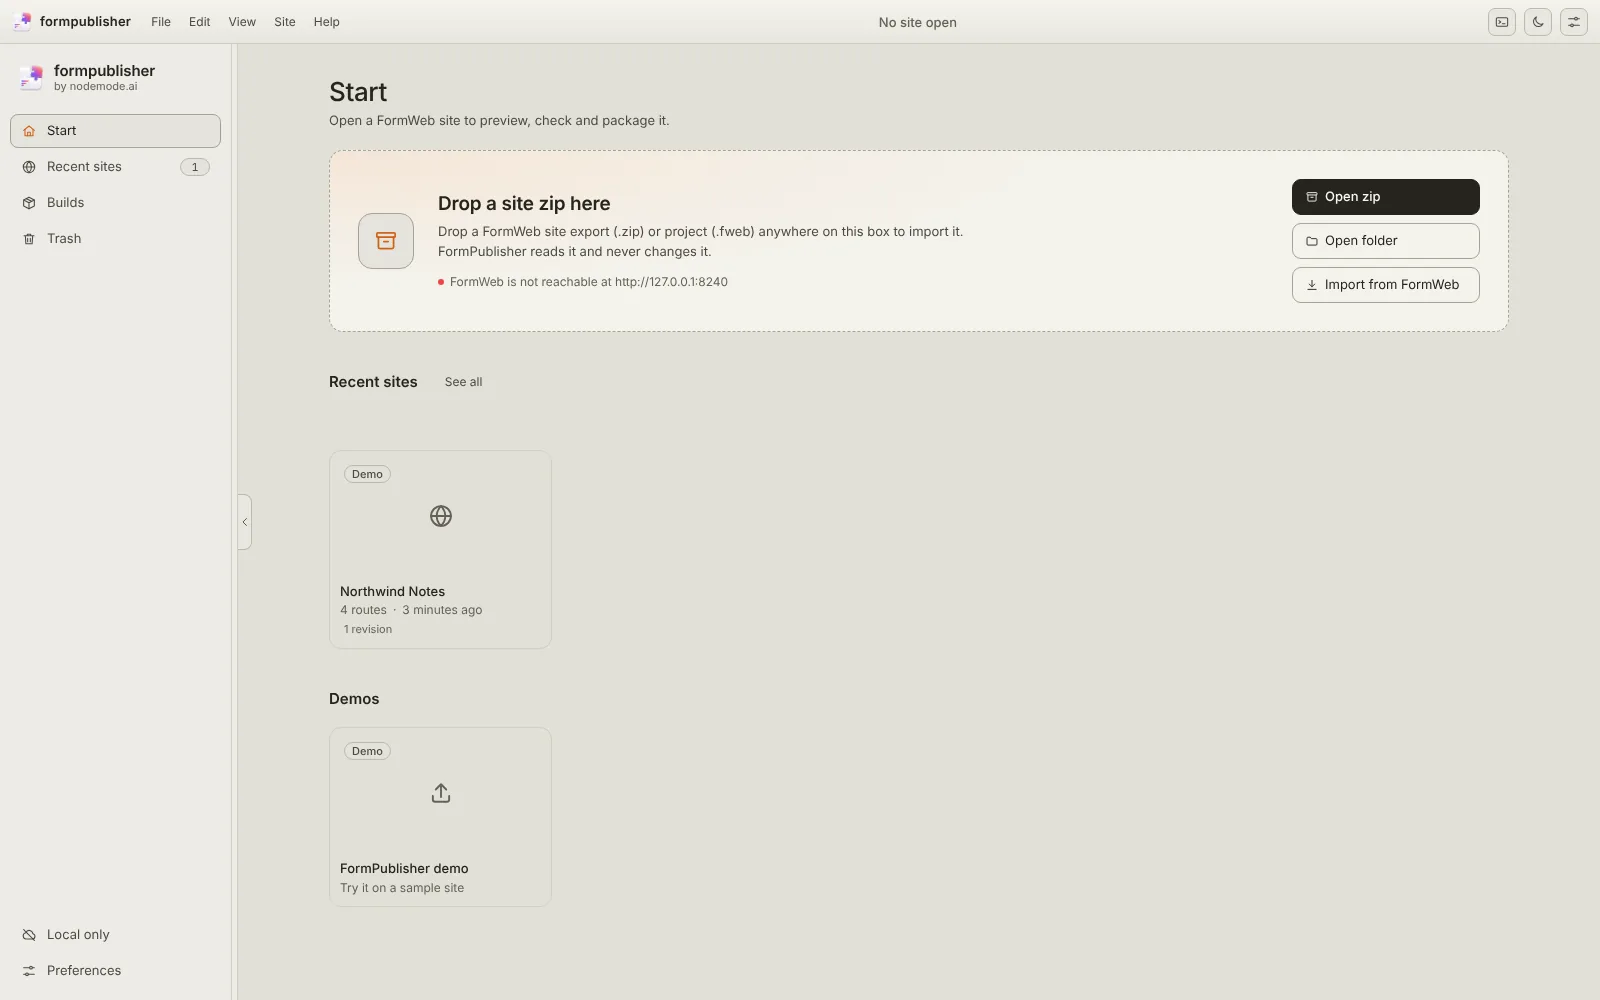 formpublisher File Edit View Site Help No site open
formpublisher
by nodemode.ai
Start
Recent sites 1
Builds
Trash
Local only
Preferences
Start
Open a FormWeb site to preview, check and package it.
Drop a site zip here
Drop a FormWeb site export (.zip) or project (.fweb) anywhere on this box to import it.
FormPublisher reads it and never changes it.
FormWeb is not reachable at http://127.0.0.1:8240
Open zip
Open folder
Import from FormWeb
Recent sites See all
Demo
Northwind Notes
4 routes · 3 minutes ago
1 revision
Demos
Demo
FormPublisher demo
Try it on a sample site